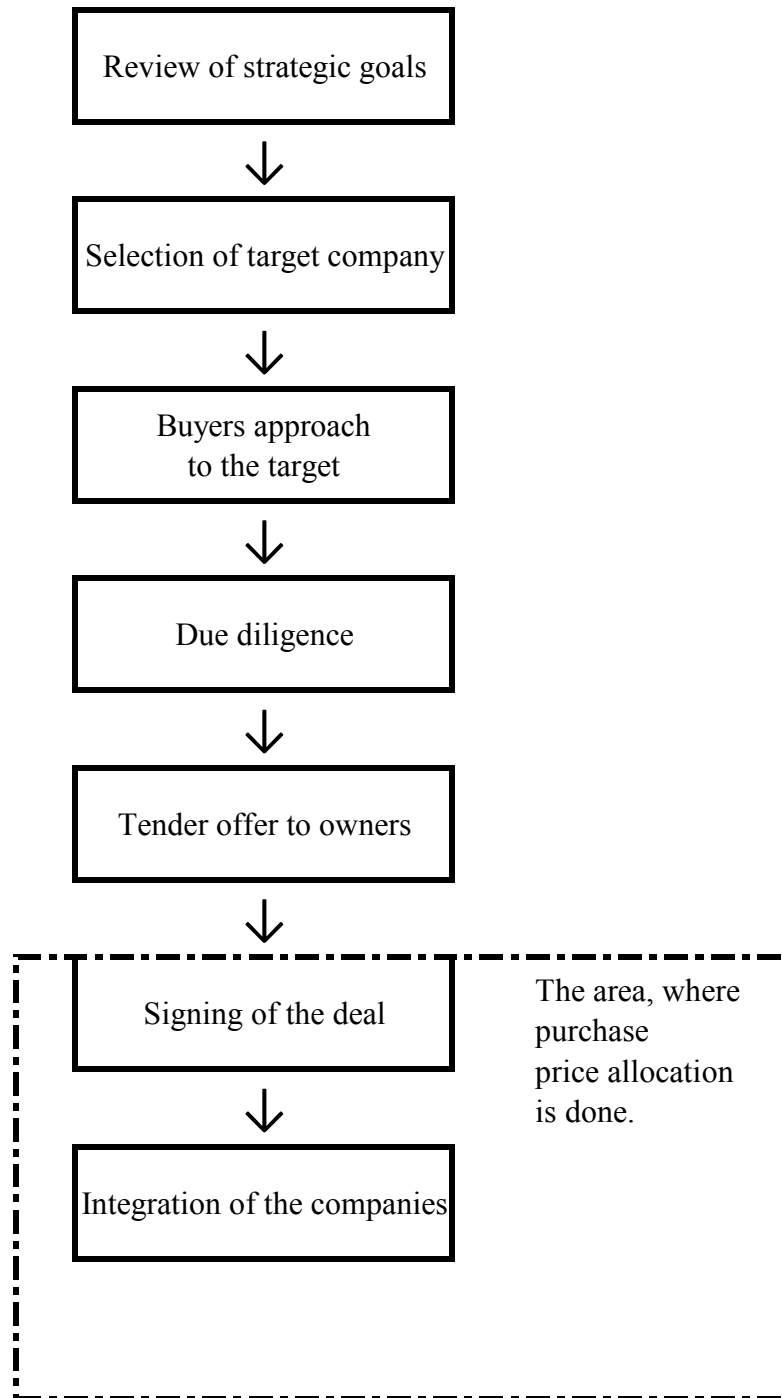 Review of strategic goals
Selection of target company
Buyers approach
to the target
Due diligence
Tender offer to owners
Signing of the deal
The area, where
purchase
price allocation
is done.
Integration of the companies